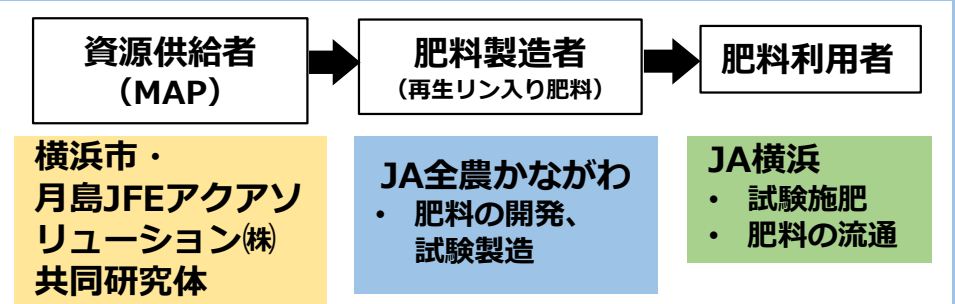 資源供給者
（MAP）
肥料製造者
（再生リン入り肥料）
肥料利用者
横浜市・
月島JFEアクアソ
リューション㈱
共同研究体
JA全農かながわ
• 肥料の開発、
試験製造
JA横浜
• 試験施肥
• 肥料の流通